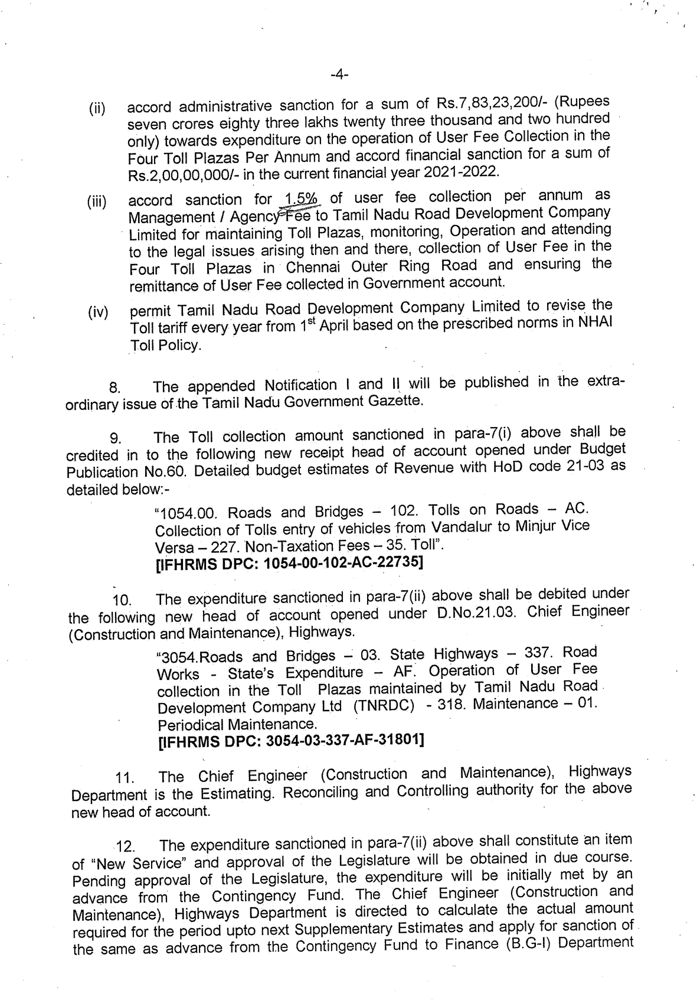 -4-
(ii) accord administrative sanction for a sum of Rs.7,83,23,200/- (Rupees
seven crores eighty three lakhs twenty three thousand and two hundred
only) towards expenditure on the operation of User Fee Collection in the
Four Toll Plazas Per Annum and accord financial sanction for a sum of
Rs.2,00,00,000/- in the current financial year 2021-2022.
(iii) accord sanction for 1.5% of user fee collection per annum as
Management / Agency Fee to Tamil Nadu Road Development Company
Limited for maintaining Toll Plazas, monitoring, Operation and attending
to the legal issues arising then and there, collection of User Fee in the
Four Toll Plazas in Chennai Outer Ring Road and ensuring the
remittance of User Fee collected in Government account.
(iv) permit Tamil Nadu Road Development Company Limited to revise the
Toll tariff every year from 1st April based on the prescribed norms in NHAI
Toll Policy.
8. The appended Notification I and II will be published in the extra-
ordinary issue of the Tamil Nadu Government Gazette.
9. The Toll collection amount sanctioned in para-7(i) above shall be
credited in to the following new receipt head of account opened under Budget
Publication No.60. Detailed budget estimates of Revenue with HoD code 21-03 as
detailed below:-
“1054.00. Roads and Bridges – 102. Tolls on Roads – AC.
Collection of Tolls entry of vehicles from Vandalur to Minjur Vice
Versa – 227. Non-Taxation Fees – 35. Toll”.
[IFHRMS DPC: 1054-00-102-AC-22735]
10. The expenditure sanctioned in para-7(ii) above shall be debited under
the following new head of account opened under D.No.21.03. Chief Engineer
(Construction and Maintenance), Highways.
“3054.Roads and Bridges – 03. State Highways – 337. Road
Works - State’s Expenditure – AF. Operation of User Fee
collection in the Toll Plazas maintained by Tamil Nadu Road
Development Company Ltd (TNRDC) - 318. Maintenance – 01.
Periodical Maintenance.
[IFHRMS DPC: 3054-03-337-AF-31801]
11. The Chief Engineer (Construction and Maintenance), Highways
Department is the Estimating. Reconciling and Controlling authority for the above
new head of account.
12. The expenditure sanctioned in para-7(ii) above shall constitute an item
of “New Service” and approval of the Legislature will be obtained in due course.
Pending approval of the Legislature, the expenditure will be initially met by an
advance from the Contingency Fund. The Chief Engineer (Construction and
Maintenance), Highways Department is directed to calculate the actual amount
required for the period upto next Supplementary Estimates and apply for sanction of
the same as advance from the Contingency Fund to Finance (B.G-I) Department